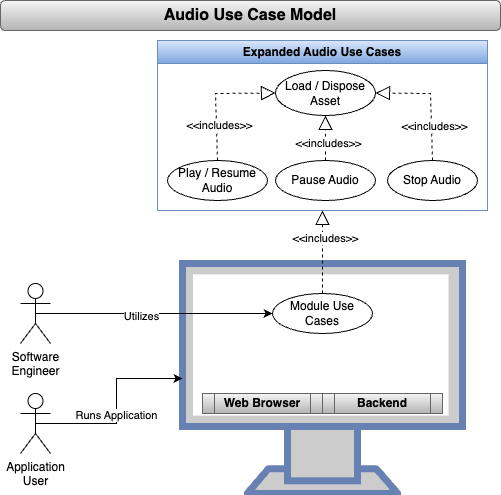 Audio Use Case Model
Expanded Audio Use Cases
Load / Dispose
Asset
<<includes>>
<<includes>>
<<includes>>
Play / Resume
Audio
Pause Audio
Stop Audio
<<includes>>
Module Use
Cases
Utilizes
Software
Engineer
Web Browser
Backend
Runs Application
Application
User